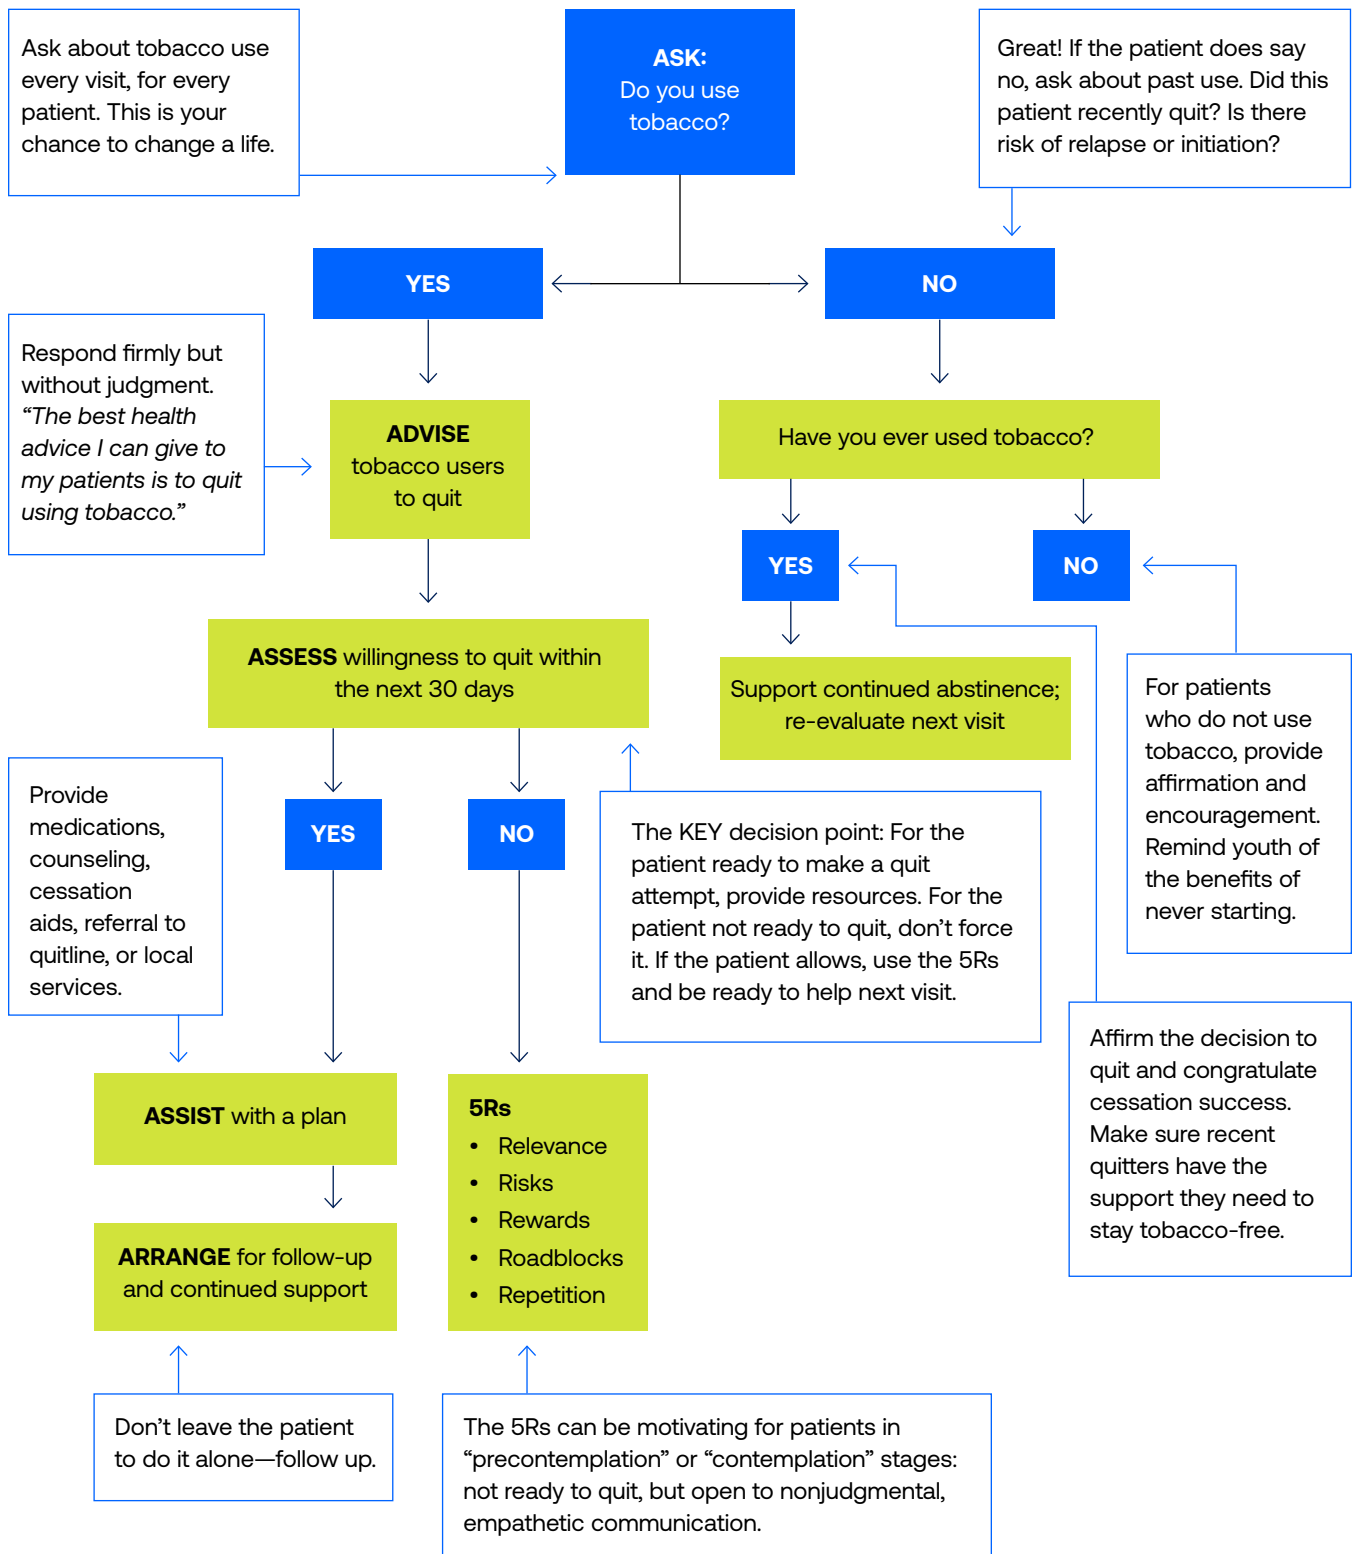 Ask about tobacco use
every visit, for every
patient. This is your
chance to change a life.
ASK:
Do you use
tobacco?
Great! If the patient does say
no, ask about past use. Did this
patient recently quit? Is there
risk of relapse or initiation?
YES
NO
Respond firmly but
without judgment.
“The best health
advice I can give to
my patients is to quit
using tobacco.”
ADVISE
tobacco users
to quit
Have you ever used tobacco?
YES
NO
ASSESS willingness to quit within
the next 30 days
Support continued abstinence;
re-evaluate next visit
For patients
who do not use
tobacco, provide
affirmation and
encouragement.
Remind youth of
the benefits of
never starting.
Provide
medications,
counseling,
cessation
aids, referral to
quitline, or local
services.
YES
NO
The KEY decision point: For the
patient ready to make a quit
attempt, provide resources. For the
patient not ready to quit, don’t force
it. If the patient allows, use the 5Rs
and be ready to help next visit.
Affirm the decision to
quit and congratulate
cessation success.
Make sure recent
quitters have the
support they need to
stay tobacco-free.
ASSIST with a plan
5Rs
• Relevance
• Risks
• Rewards
• Roadblocks
• Repetition
ARRANGE for follow-up
and continued support
Don’t leave the patient
to do it alone—follow up.
The 5Rs can be motivating for patients in
“precontemplation” or “contemplation” stages:
not ready to quit, but open to nonjudgmental,
empathetic communication.